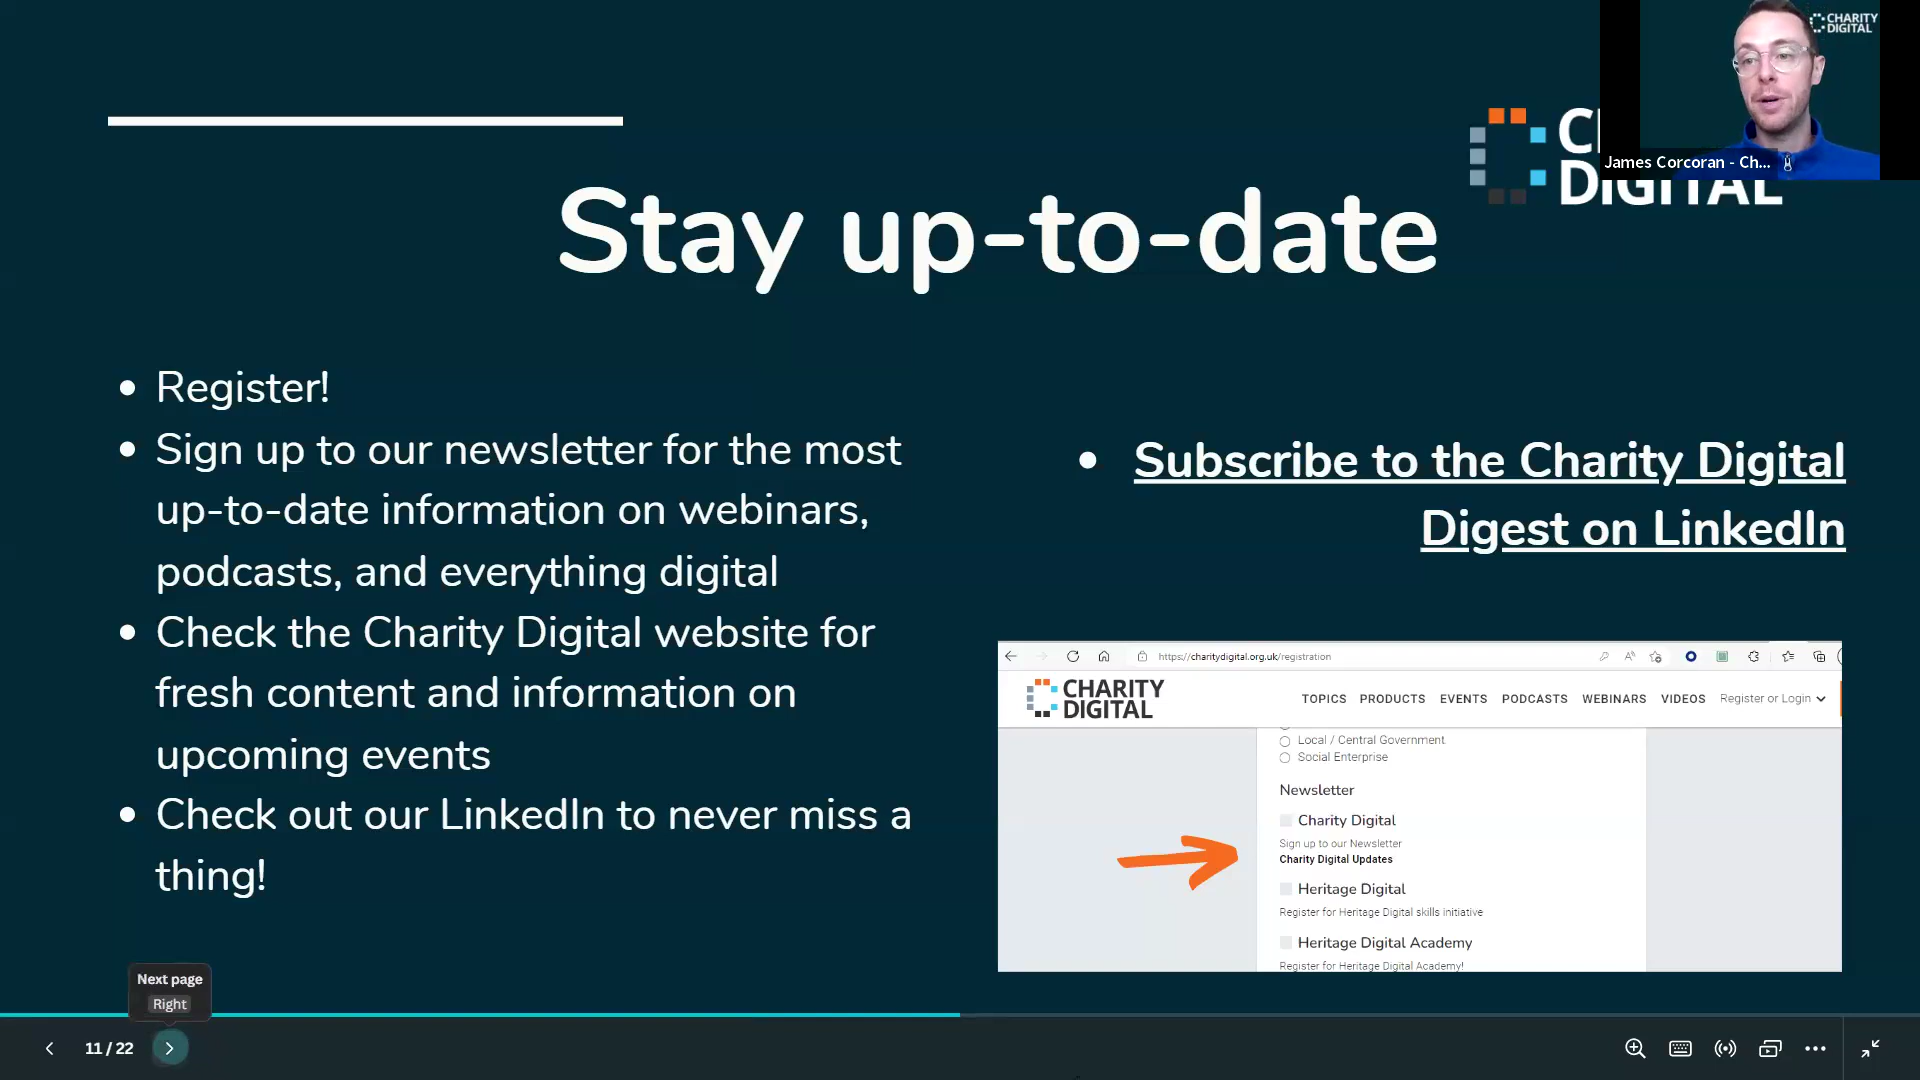 CHARITY
DIGITAL
James Corcoran - Ch...
DIGITAL
Stay up-to-date
Register!
Sign up to our newsletter for the most
up-to-date information on webinars,
podcasts, and everything digital
Check the Charity Digital website for
fresh content and information on
upcoming events
Check out our LinkedIn to never miss a
thing!
Subscribe to the Charity Digital
Digest on LinkedIn
https://charitydigital.org.uk/registration
CHARITY
DIGITAL
TOPICS PRODUCTS EVENTS PODCASTS WEBINARS VIDEOS Register or Login
Local / Central Government
Social Enterprise
Newsletter
Charity Digital
Sign up to our Newsletter
Charity Digital Updates
Heritage Digital
Register for Heritage Digital skills initiative
Heritage Digital Academy
Register for Heritage Digital Academy!
Next page
Right
11 / 22